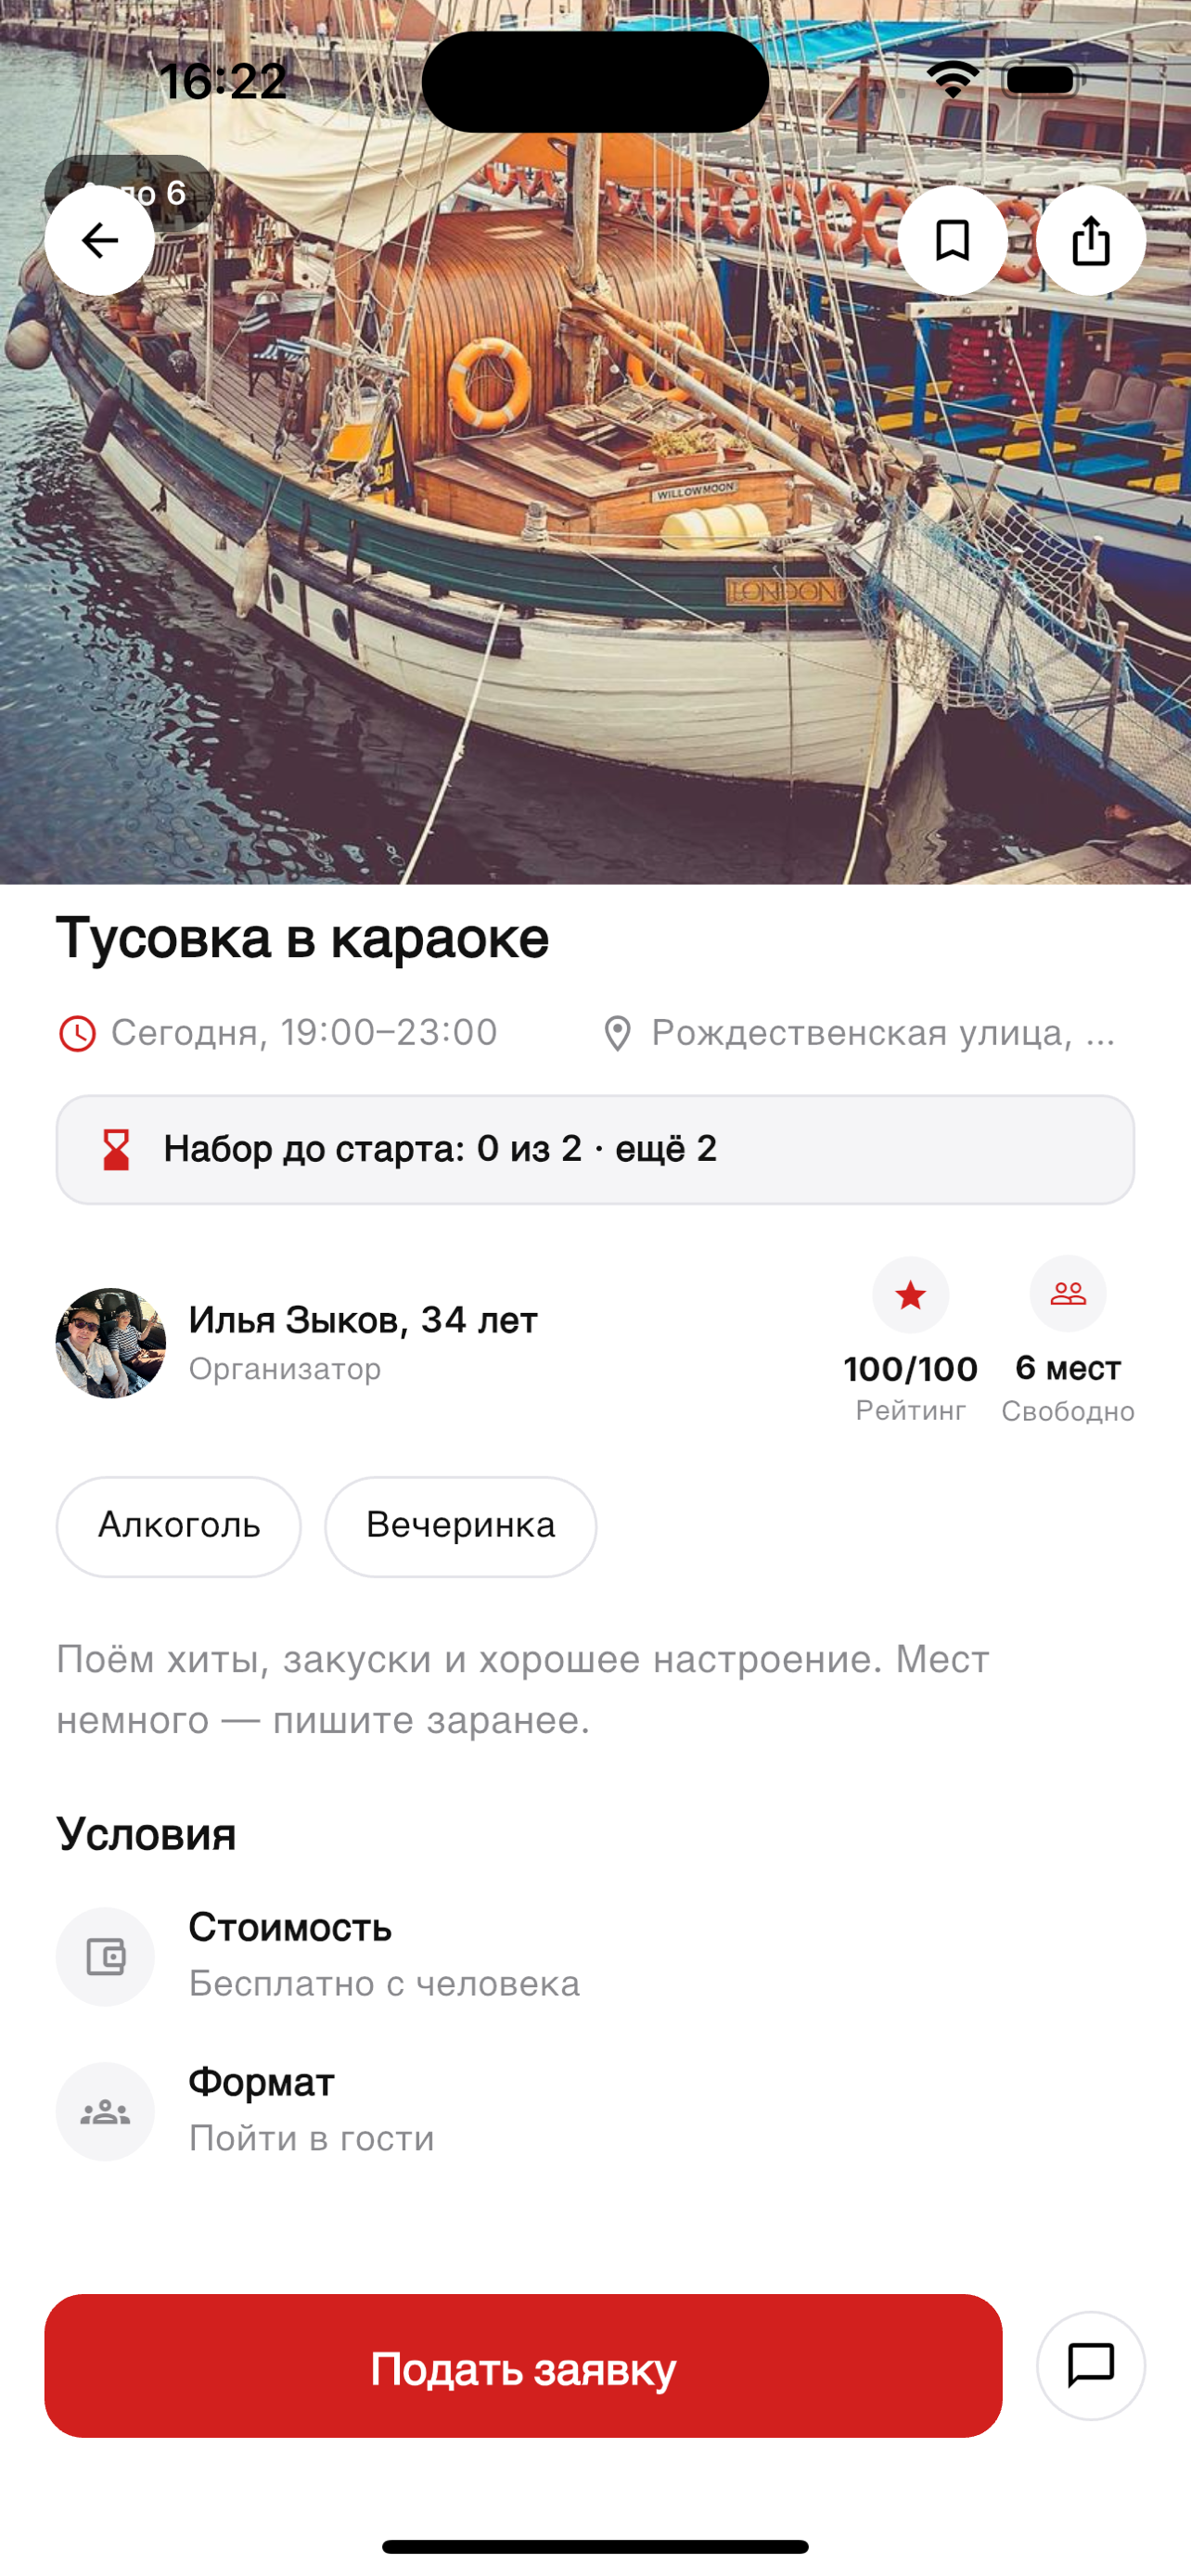 16:22
до 6
WILLOWMOON
LONDON
Тусовка в караоке
Сегодня, 19:00–23:00
Рождественская улица, ...
Набор до старта: 0 из 2 · ещё 2
Илья Зыков, 34 лет
Организатор
100/100
Рейтинг
6 мест
Свободно
Алкоголь
Вечеринка
Поём хиты, закуски и хорошее настроение. Мест
немного — пишите заранее.
Условия
Стоимость
Бесплатно с человека
Формат
Пойти в гости
Подать заявку